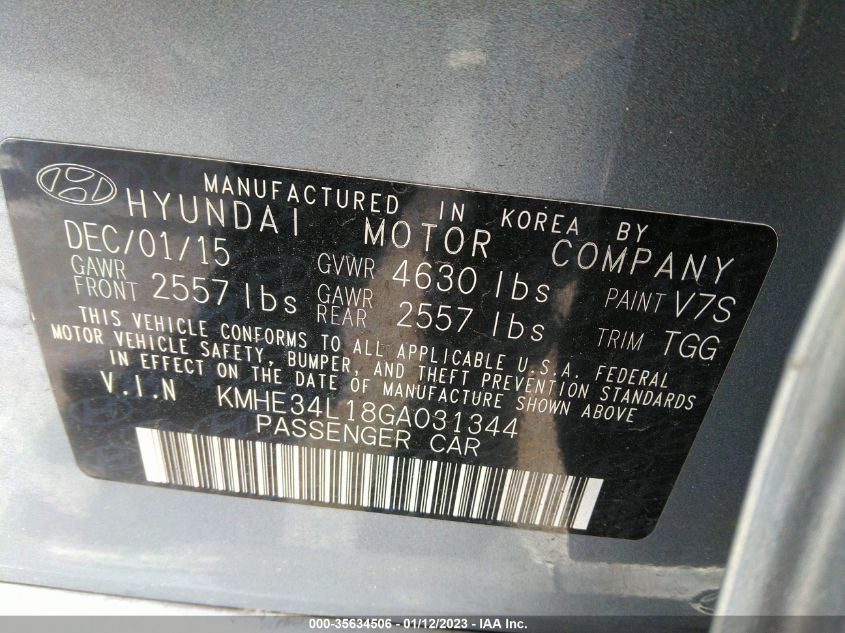 MANUFACTURED IN KOREA BY
HYUNDAI MOTOR COMPANY
DEC/01/15 GVWR 4630 lbs PAINT V7S
GAWR FRONT 2557 lbs GAWR REAR 2557 lbs TRIM TGG
THIS VEHICLE CONFORMS TO ALL APPLICABLE U.S.A. FEDERAL
MOTOR VEHICLE SAFETY, BUMPER, AND THEFT PREVENTION STANDARDS
IN EFFECT ON THE DATE OF MANUFACTURE SHOWN ABOVE
V.I.N KMHE34L18GA031344
PASSENGER CAR
000-35634506 - 01/12/2023 - IAA Inc.